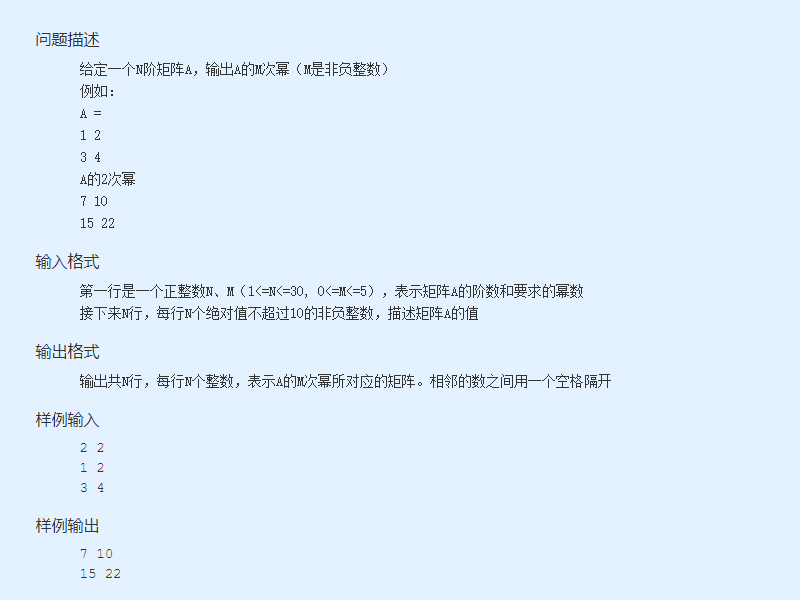 问题描述
给定一个N阶矩阵A，输出A的M次幂（M是非负整数）
例如：
A =
1 2
3 4
A的2次幂
7 10
15 22
输入格式
第一行是一个正整数N、M（1<=N<=30, 0<=M<=5），表示矩阵A的阶数和要求的幂数
接下来N行，每行N个绝对值不超过10的非负整数，描述矩阵A的值
输出格式
输出共N行，每行N个整数，表示A的M次幂所对应的矩阵。相邻的数之间用一个空格隔开
样例输入
2 2
1 2
3 4
样例输出
7 10
15 22